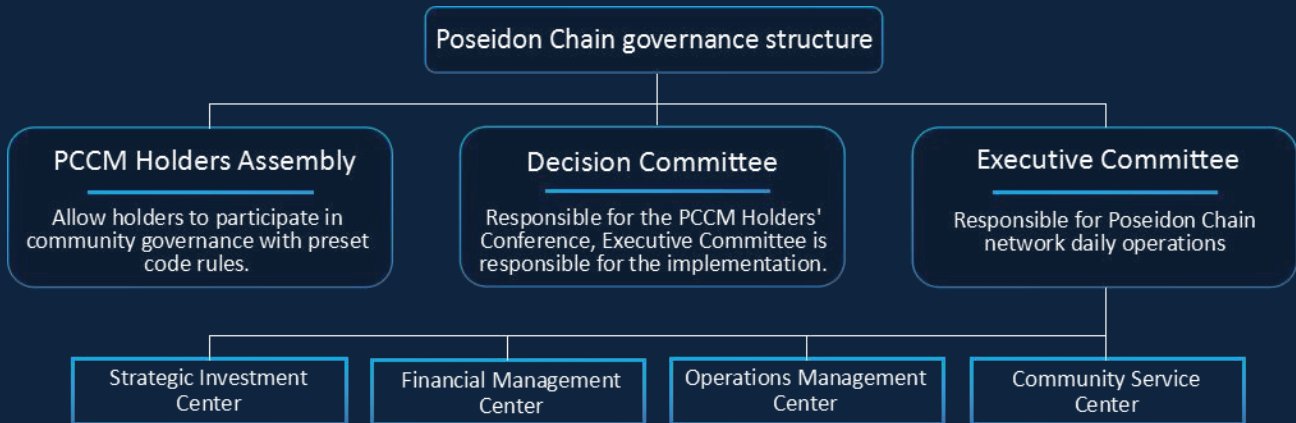 Poseidon Chain governance structure
PCCM Holders Assembly
Allow holders to participate in
community governance with preset
code rules.
Decision Committee
Responsible for the PCCM Holders'
Conference, Executive Committee is
responsible for the implementation.
Executive Committee
Responsible for Poseidon Chain
network daily operations
Strategic Investment
Center
Financial Management
Center
Operations Management
Center
Community Service
Center